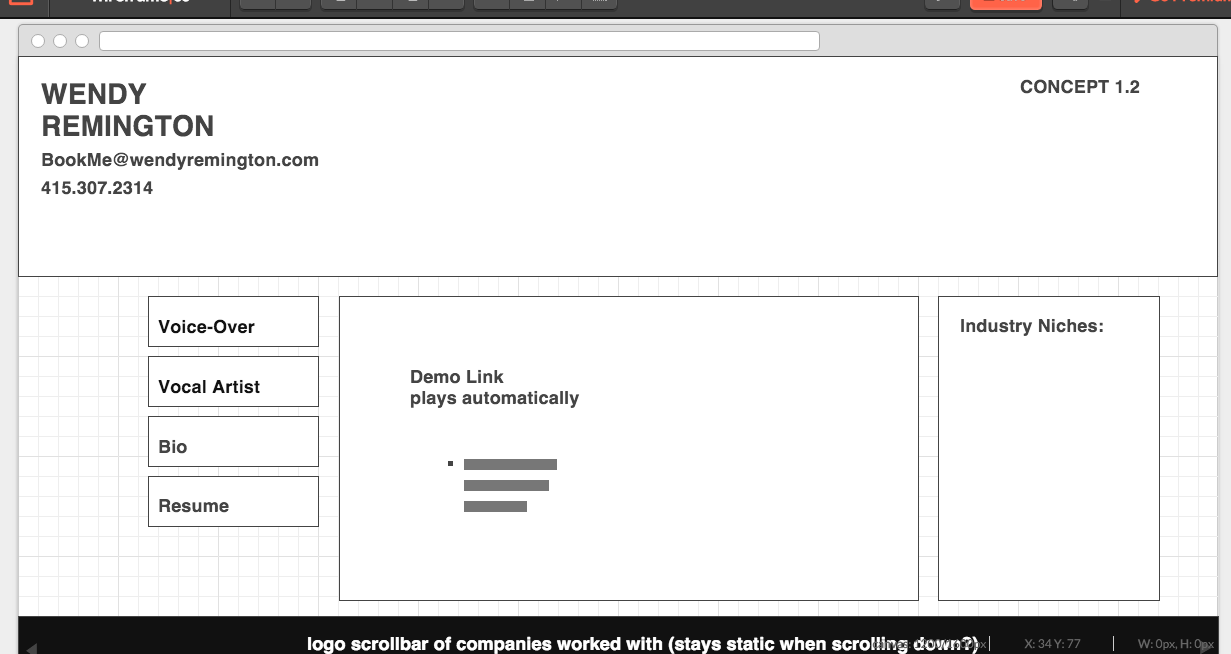 WENDY
REMINGTON
BookMe@wendyremington.com
415.307.2314
CONCEPT 1.2
Voice-Over
Vocal Artist
Bio
Resume
Demo Link
plays automatically
Industry Niches:
logo scrollbar of companies worked with (stays static when scrolling down?)
X: 34 Y: 77
W: 0px, H: 0px